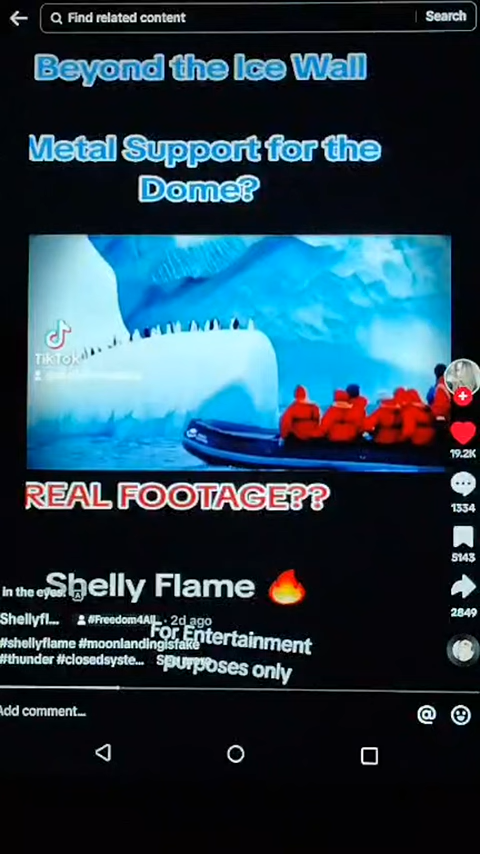 Find related content
Search
Beyond the Ice Wall
Metal Support for the
Dome?
TikTok
REAL FOOTAGE??
19.2K
1334
5143
2849
in the eyes.
Shelly Flame 🔥
Shellyfl... #Freedom4All · 2d ago
For Entertainment
purposes only
#shellyflame #moonlandingisfake
#thunder #closedsyste...
Add comment...